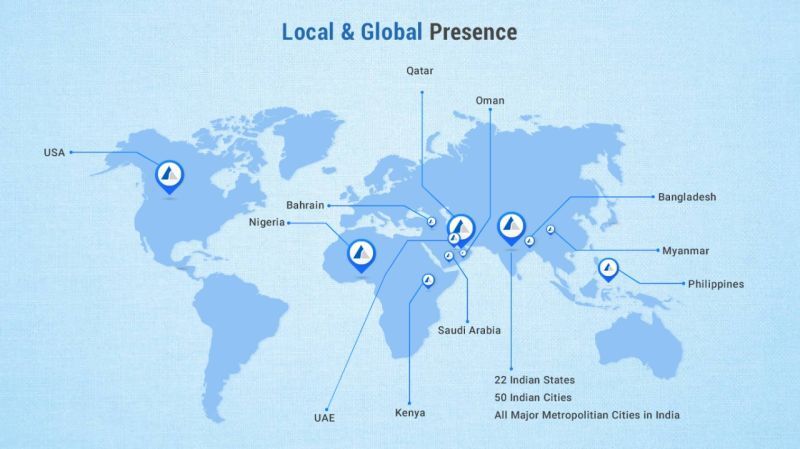 Local & Global Presence
Qatar
Oman
USA
Bahrain
Bangladesh
Nigeria
Myanmar
Philippines
Saudi Arabia
22 Indian States
50 Indian Cities
UAE
Kenya
All Major Metropolitian Cities in India